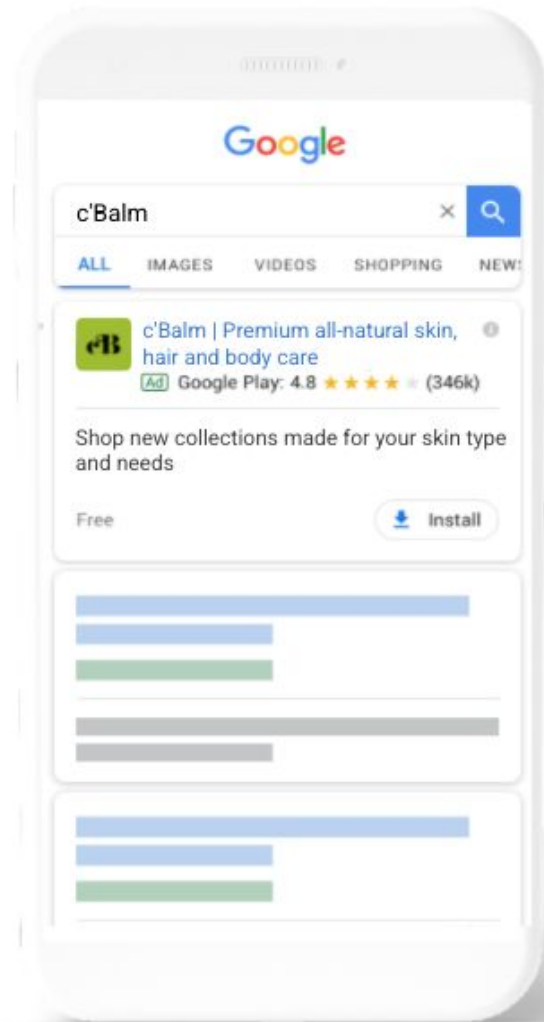 Google
c'Balm
ALL IMAGES VIDEOS SHOPPING NEWS
cB
c'Balm | Premium all-natural skin,
hair and body care
Ad Google Play: 4.8 ★★★★★ (346k)
Shop new collections made for your skin type
and needs
Free
Install